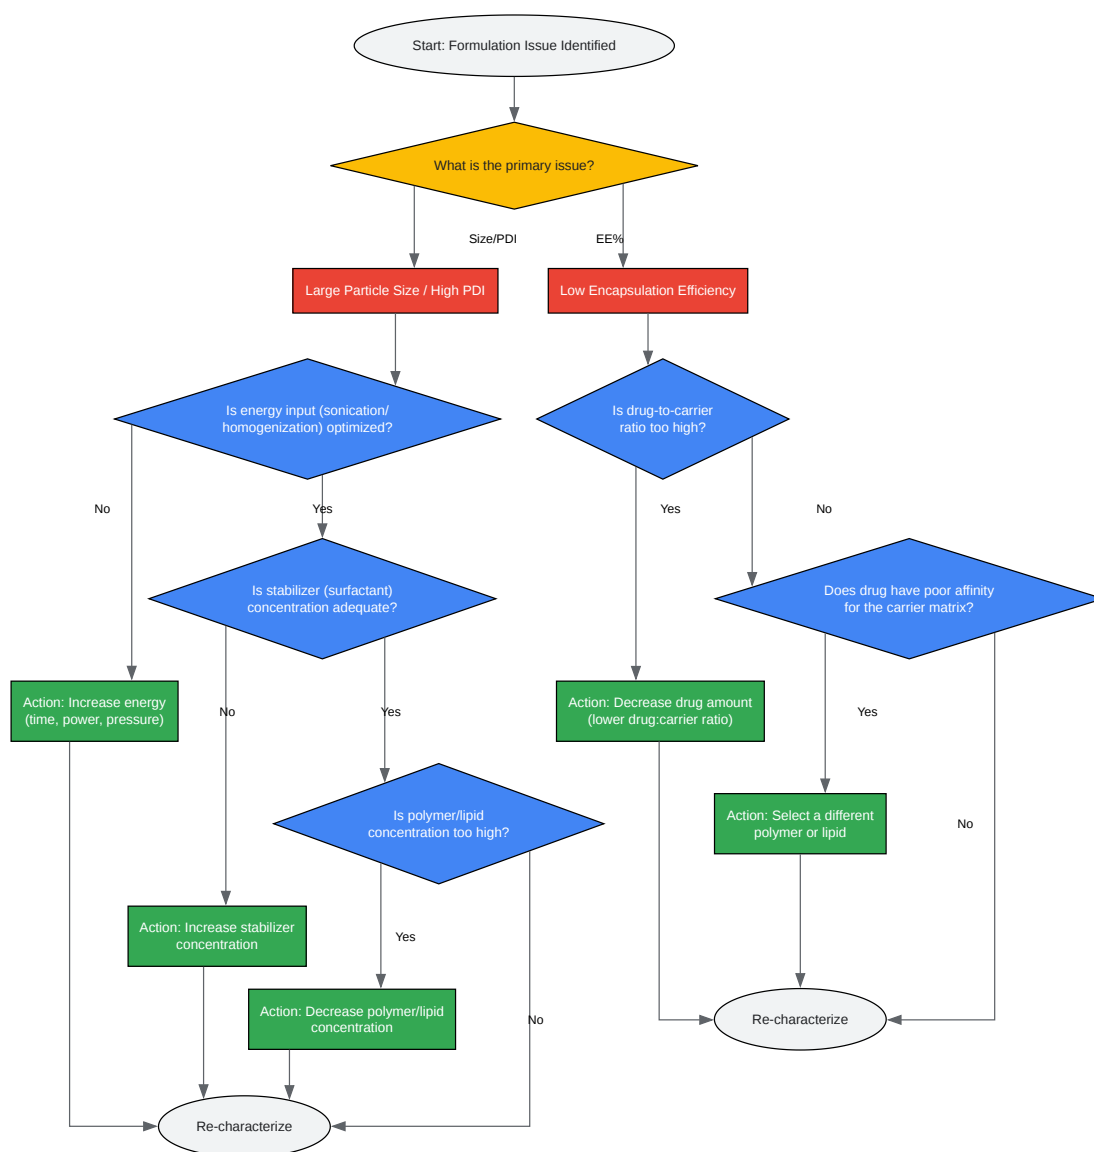 Start: Formulation Issue Identified
What is the primary issue?
Size/PDI
EE%
Large Particle Size / High PDI
Low Encapsulation Efficiency
Is energy input (sonication/
homogenization) optimized?
Is drug-to-carrier
ratio too high?
No
Yes
Yes
No
Is stabilizer (surfactant)
concentration adequate?
Does drug have poor affinity
for the carrier matrix?
Action: Increase energy
(time, power, pressure)
No
Yes
Action: Decrease drug amount
(lower drug:carrier ratio)
Yes
Is polymer/lipid
concentration too high?
Action: Select a different
polymer or lipid
No
Action: Increase stabilizer
concentration
Yes
Action: Decrease polymer/lipid
concentration
No
Re-characterize
Re-characterize